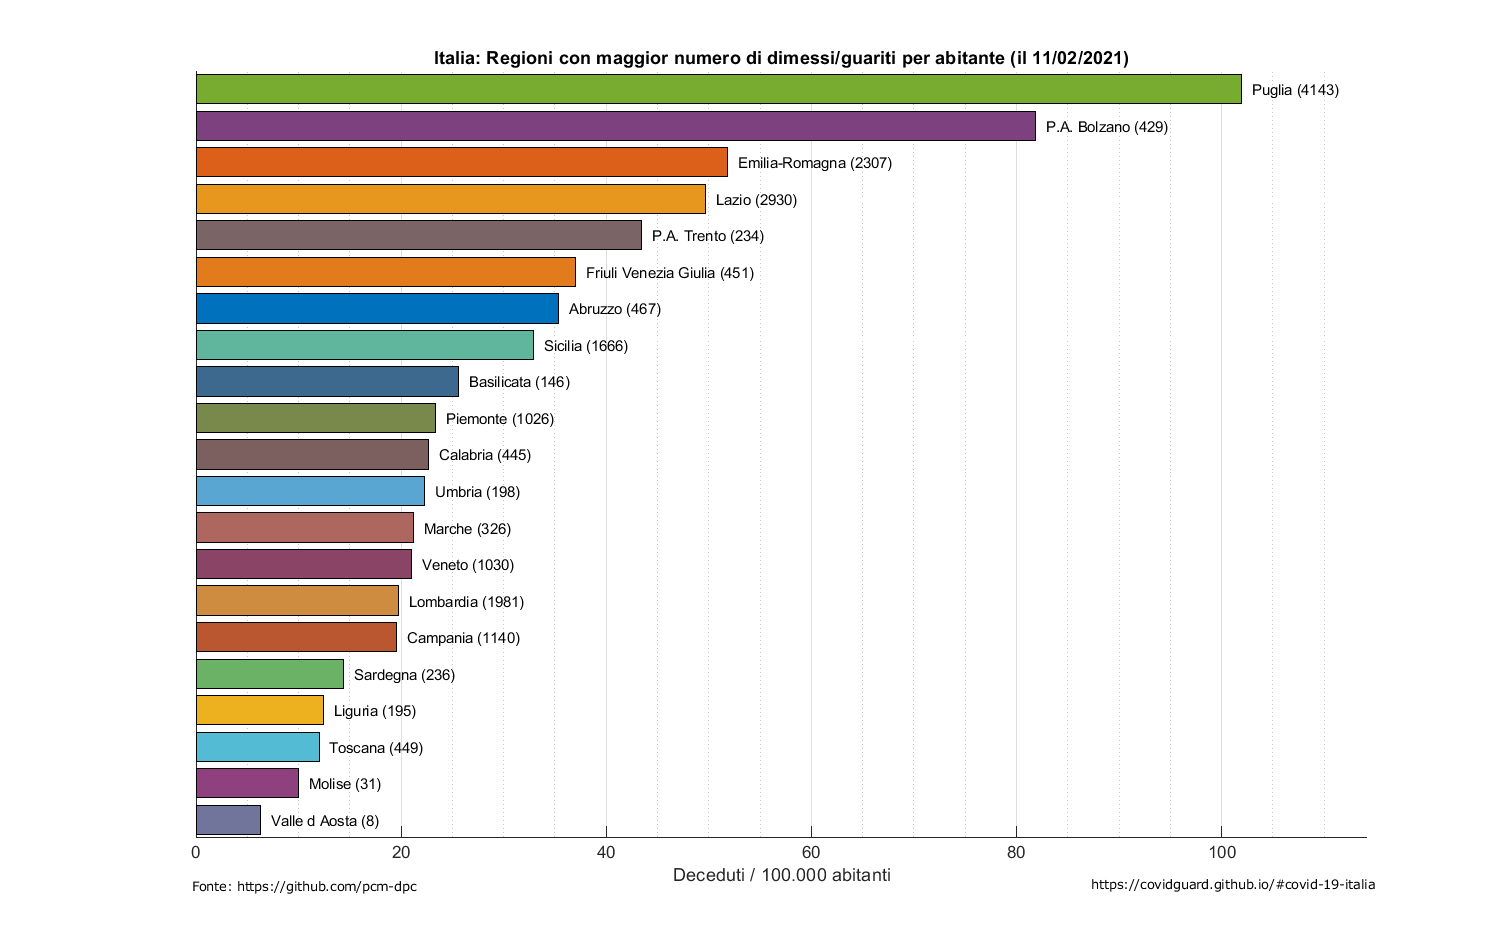 Italia: Regioni con maggior numero di dimessi/guariti per abitante (il 11/02/2021)
Puglia (4143)
P.A. Bolzano (429)
Emilia-Romagna (2307)
Lazio (2930)
P.A. Trento (234)
Friuli Venezia Giulia (451)
Abruzzo (467)
Sicilia (1666)
Basilicata (146)
Piemonte (1026)
Calabria (445)
Umbria (198)
Marche (326)
Veneto (1030)
Lombardia (1981)
Campania (1140)
Sardegna (236)
Liguria (195)
Toscana (449)
Molise (31)
Valle d Aosta (8)
0 20 40 60 80 100
Deceduti / 100.000 abitanti
Fonte: https://github.com/pcm-dpc
https://covidguard.github.io/#covid-19-italia